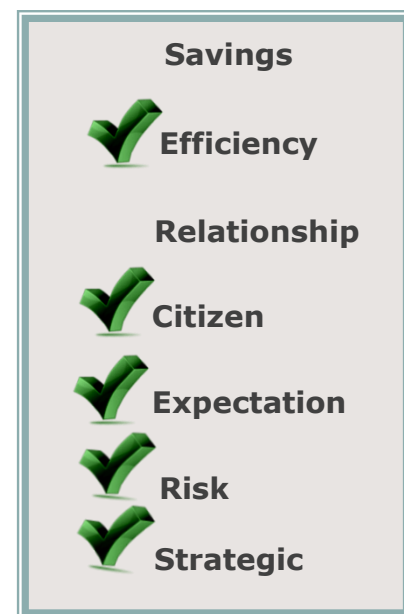 Savings
Efficiency
Relationship
Citizen
Expectation
Risk
Strategic